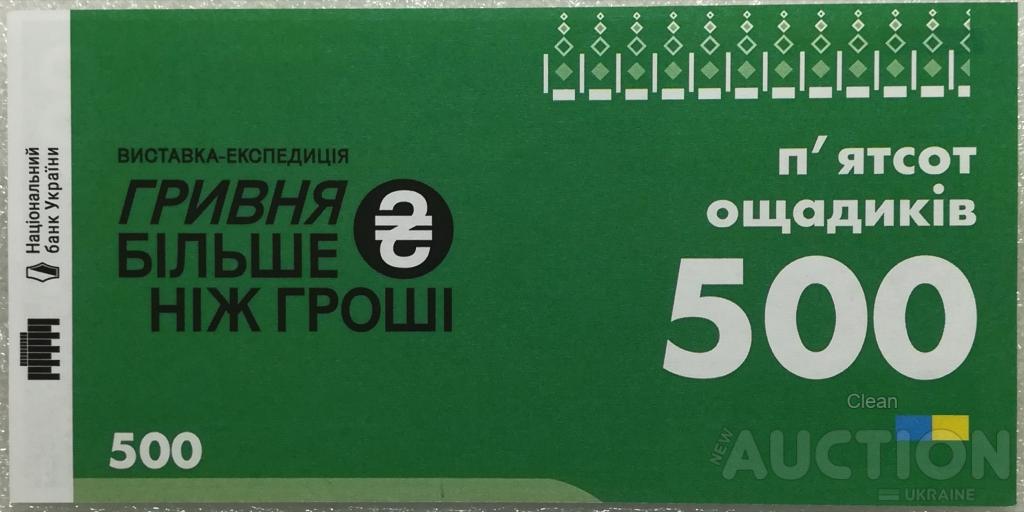 Національний
банк України
ВИСТАВКА-ЕКСПЕДИЦІЯ
ГРИВНЯ
БІЛЬШЕ
НІЖ ГРОШІ
₴
500
п'ятсот
ощадиків
500
Clean
NEW
AUCTION
UKRAINE